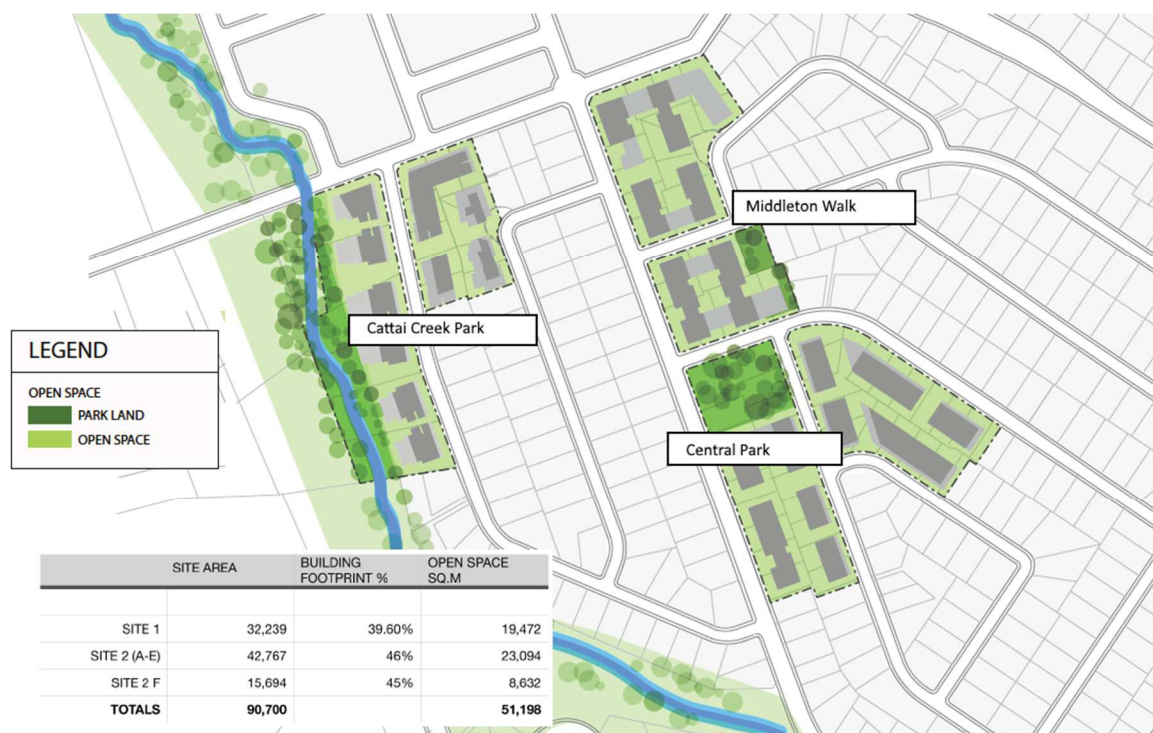 Middleton Walk
Cattai Creek Park
LEGEND
OPEN SPACE
PARK LAND
OPEN SPACE
Central Park
SITE AREA BUILDING FOOTPRINT % OPEN SPACE SQ.M
SITE 1 32,239 39.60% 19,472
SITE 2 (A-E) 42,767 46% 23,094
SITE 2 F 15,694 45% 8,632
TOTALS 90,700 51,198